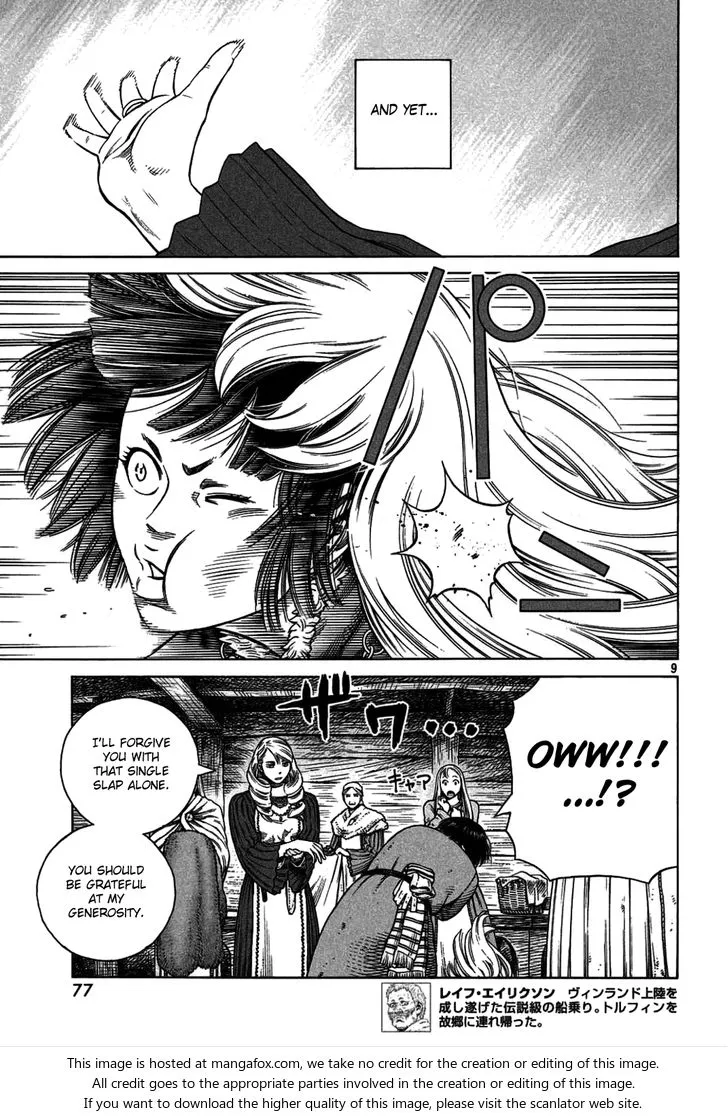 AND YET...
パ
ー
ン
9
ザワ...
I'LL FORGIVE
YOU WITH
THAT SINGLE
SLAP ALONE.
OWW!!!
...!?
キャア
YOU SHOULD
BE GRATEFUL
AT MY
GENEROSITY.
77
レイフ・エイリクソン　ヴィンランド上陸を
成し遂げた伝説級の船乗り。トルフィンを
故郷に連れ帰った。
This image is hosted at mangafox.com, we take no credit for the creation or editing of this image.
All credit goes to the appropriate parties involved in the creation or editing of this image.
If you want to download the higher quality of this image, please visit the scanlator web site.